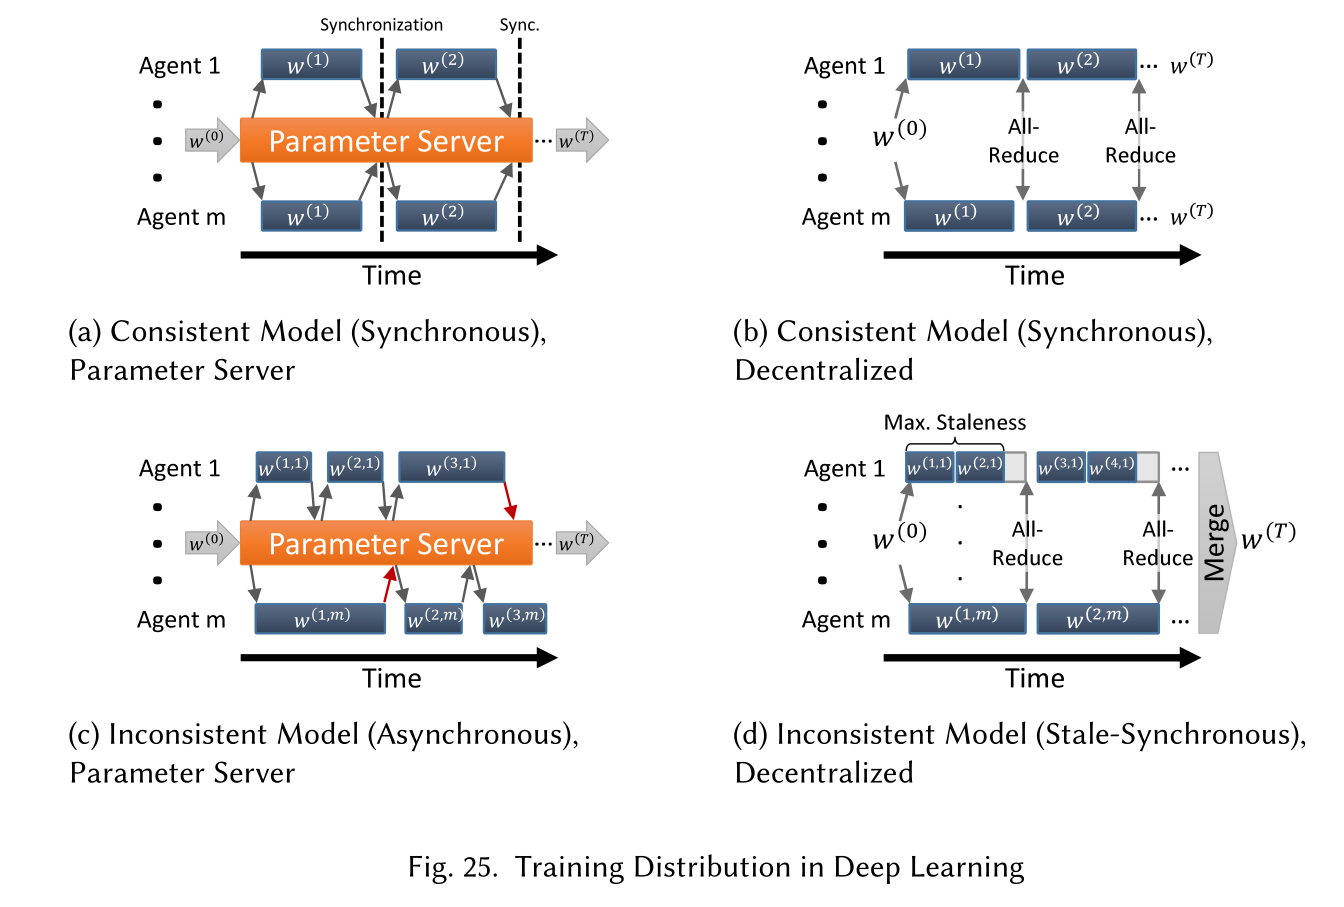 Synchronization Sync.
Agent 1 w^(1) w^(2)
w^(0) Parameter Server ... w^(T)
Agent m w^(1) w^(2)
Time
(a) Consistent Model (Synchronous),
Parameter Server
Agent 1 w^(1) w^(2) ... w^(T)
w^(0) All-Reduce All-Reduce
Agent m w^(1) w^(2) ... w^(T)
Time
(b) Consistent Model (Synchronous),
Decentralized
Agent 1 w^(1,1) w^(2,1) w^(3,1)
w^(0) Parameter Server ... w^(T)
Agent m w^(1,m) w^(2,m) w^(3,m)
Time
(c) Inconsistent Model (Asynchronous),
Parameter Server
Max. Staleness
Agent 1 w^(1,1) w^(2,1) w^(3,1) w^(4,1) ...
w^(0) All-Reduce All-Reduce Merge w^(T)
Agent m w^(1,m) w^(2,m) ...
Time
(d) Inconsistent Model (Stale-Synchronous),
Decentralized
Fig. 25. Training Distribution in Deep Learning